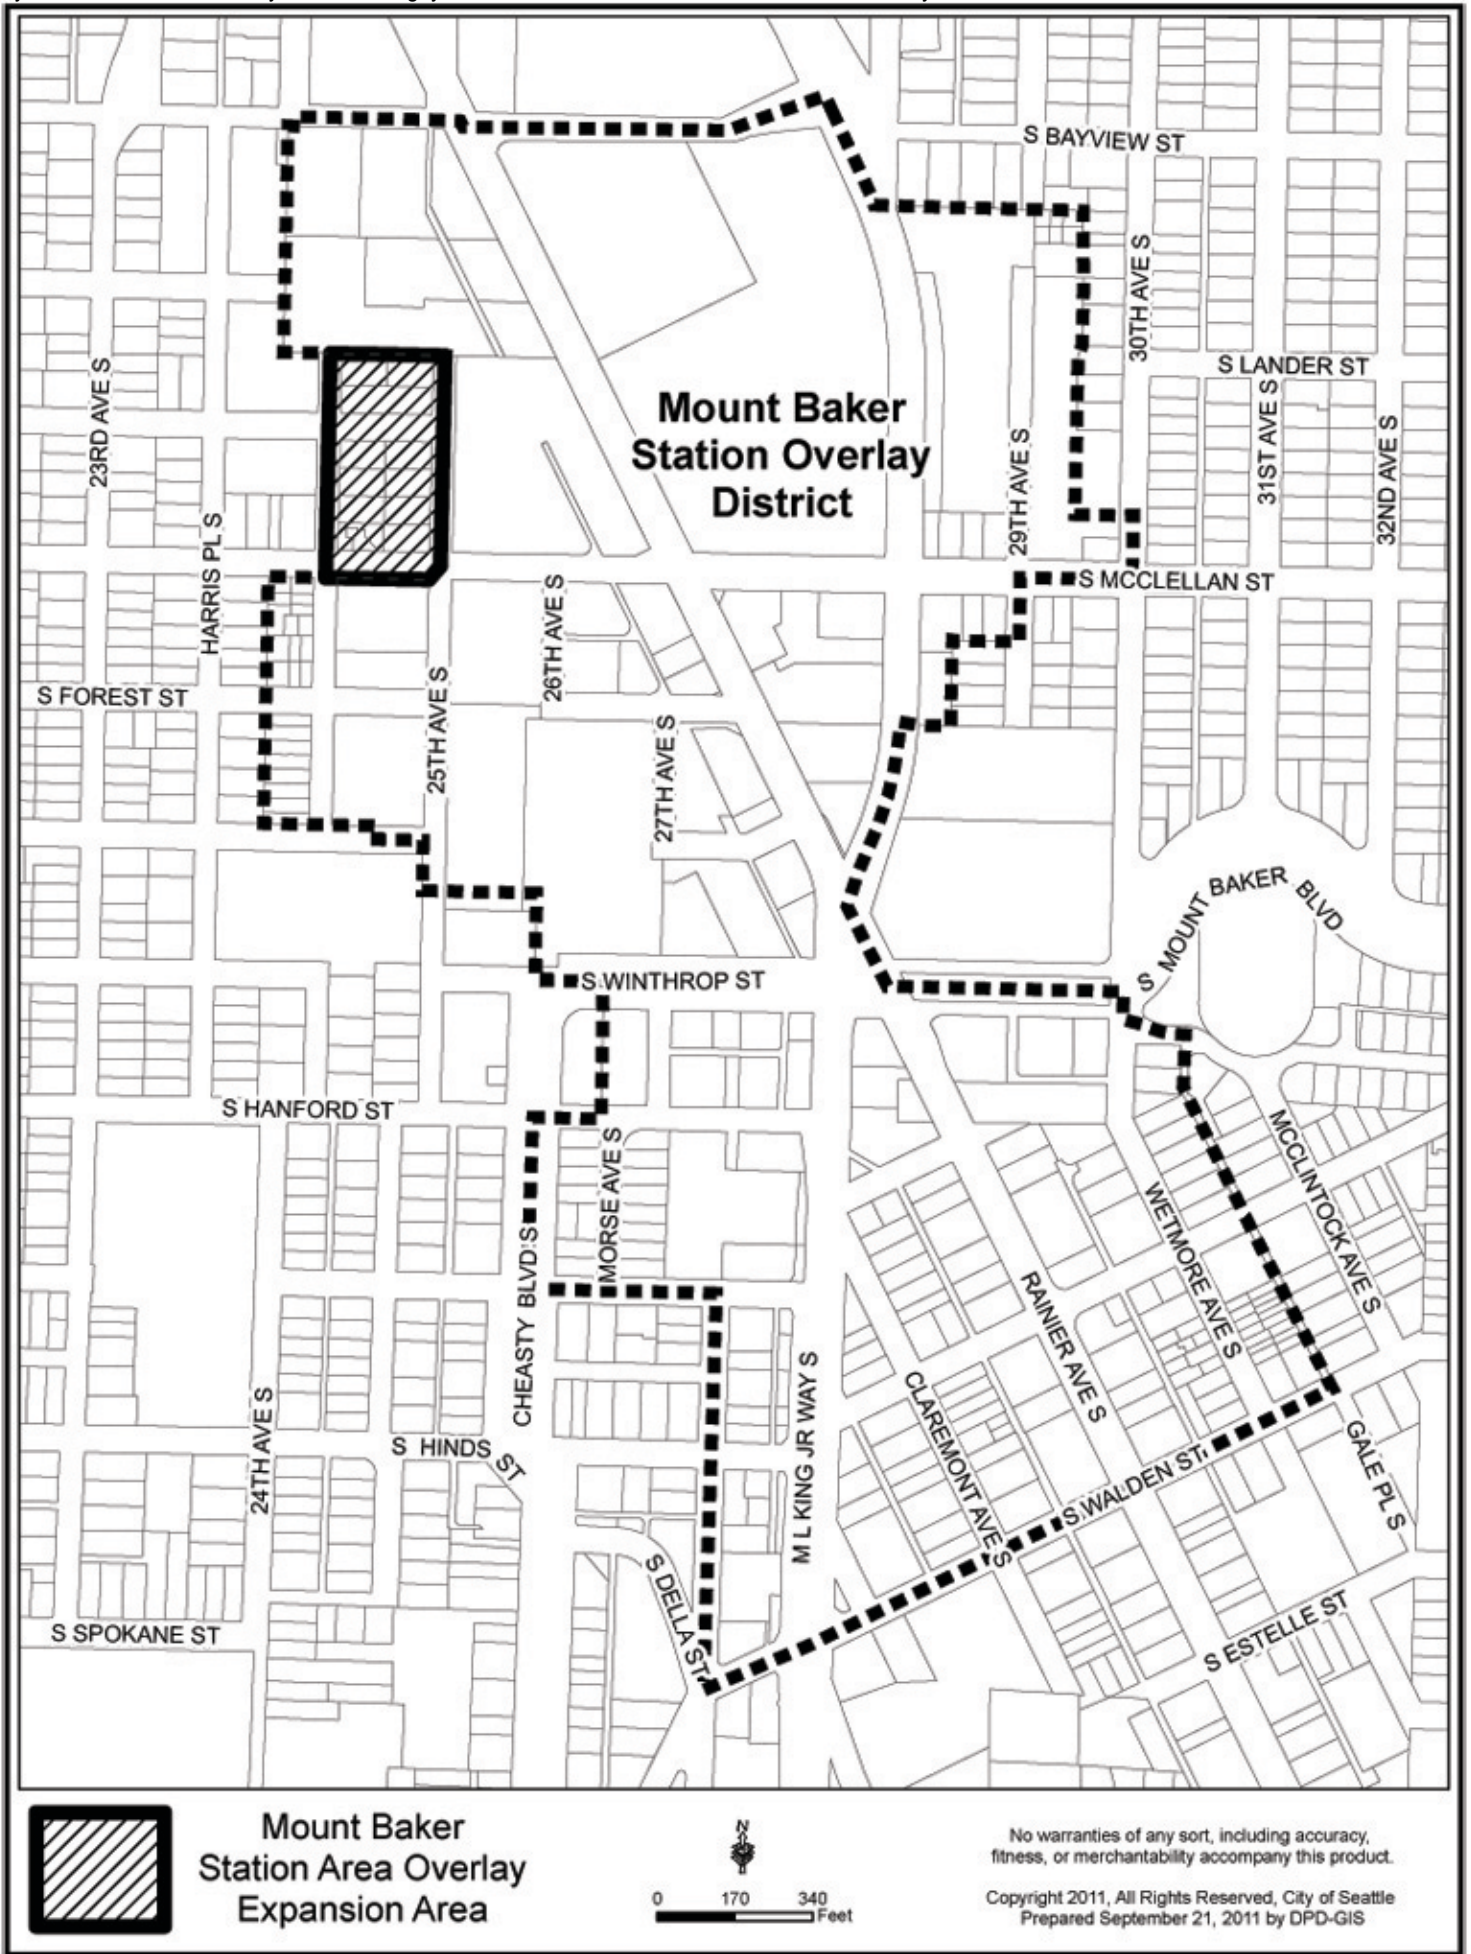 S BAYVIEW ST
30TH AVE S
S LANDER ST
23RD AVE S
31ST AVE S
32ND AVE S
Mount Baker
Station Overlay
District
29TH AVE S
HARRIS PL S
S MCCLELLAN ST
26TH AVE S
S FOREST ST
25TH AVE S
27TH AVE S
S MOUNT BAKER BLVD
S WINTHROP ST
S HANFORD ST
MORSE AVE S
MCCLINTOCK AVE S
WETMORE AVE S
CHEASTY BLVD S
RAINIER AVE S
M L KING JR WAY S
CLAREMONT AVE S
24TH AVE S
S HINDS ST
GALE PL S
S WALDEN ST
S DELLA ST
S ESTELLE ST
S SPOKANE ST
Mount Baker
Station Area Overlay
Expansion Area
N
0 170 340
Feet
No warranties of any sort, including accuracy,
fitness, or merchantability accompany this product.
Copyright 2011, All Rights Reserved, City of Seattle
Prepared September 21, 2011 by DPD-GIS